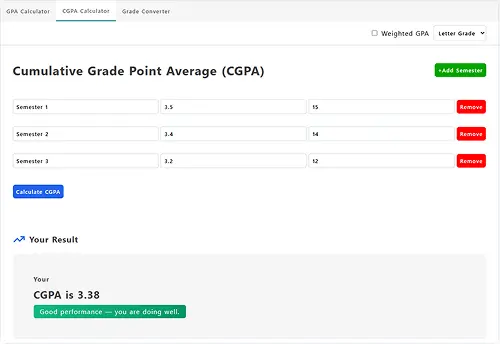 GPA Calculator CGPA Calculator Grade Converter
Weighted GPA Letter Grade
Cumulative Grade Point Average (CGPA)
+Add Semester
Semester 1 3.5 15 Remove
Semester 2 3.4 14 Remove
Semester 3 3.2 12 Remove
Calculate CGPA
Your Result
Your
CGPA is 3.38
Good performance — you are doing well.